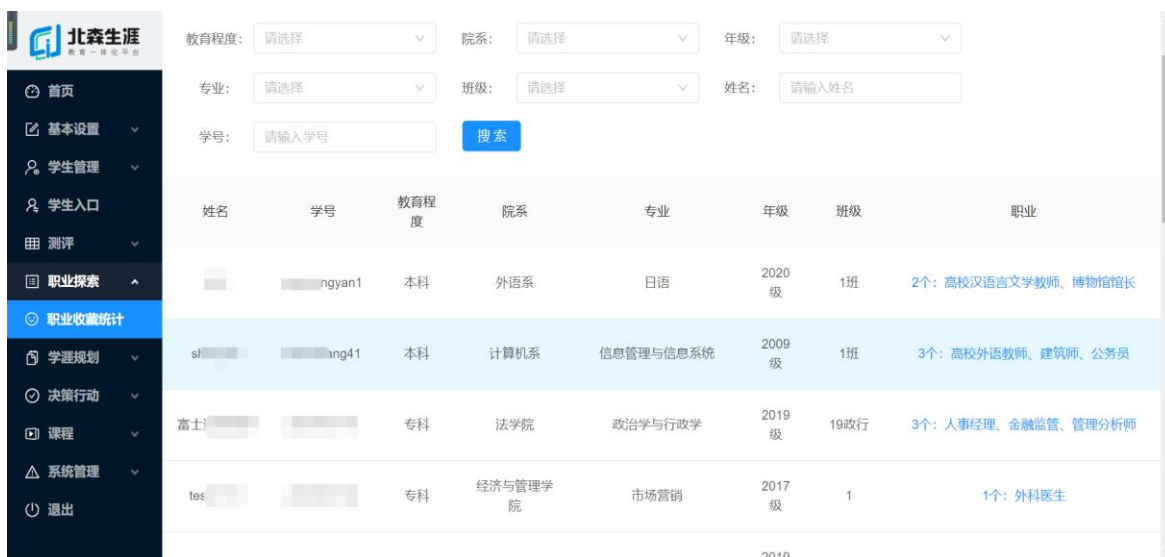 北森生涯
教育一体化平台
首页
基本设置
学生管理
学生入口
测评
职业探索
职业收藏统计
学涯规划
决策行动
课程
系统管理
退出
教育程度: 请选择 院系: 请选择 年级: 请选择
专业: 请选择 班级: 请选择 姓名: 请输入姓名
学号: 请输入学号 搜索
姓名 学号 教育程度 院系 专业 年级 班级 职业
ngyan1 本科 外语系 日语 2020级 1班 2个：高校汉语言文学教师、博物馆馆长
ang41 本科 计算机系 信息管理与信息系统 2009级 1班 3个：高校外语教师、建筑师、公务员
富士 专科 法学院 政治学与行政学 2019级 19政行 3个：人事经理、金融监管、管理分析师
tes 专科 经济与管理学院 市场营销 2017级 1 1个：外科医生
2019